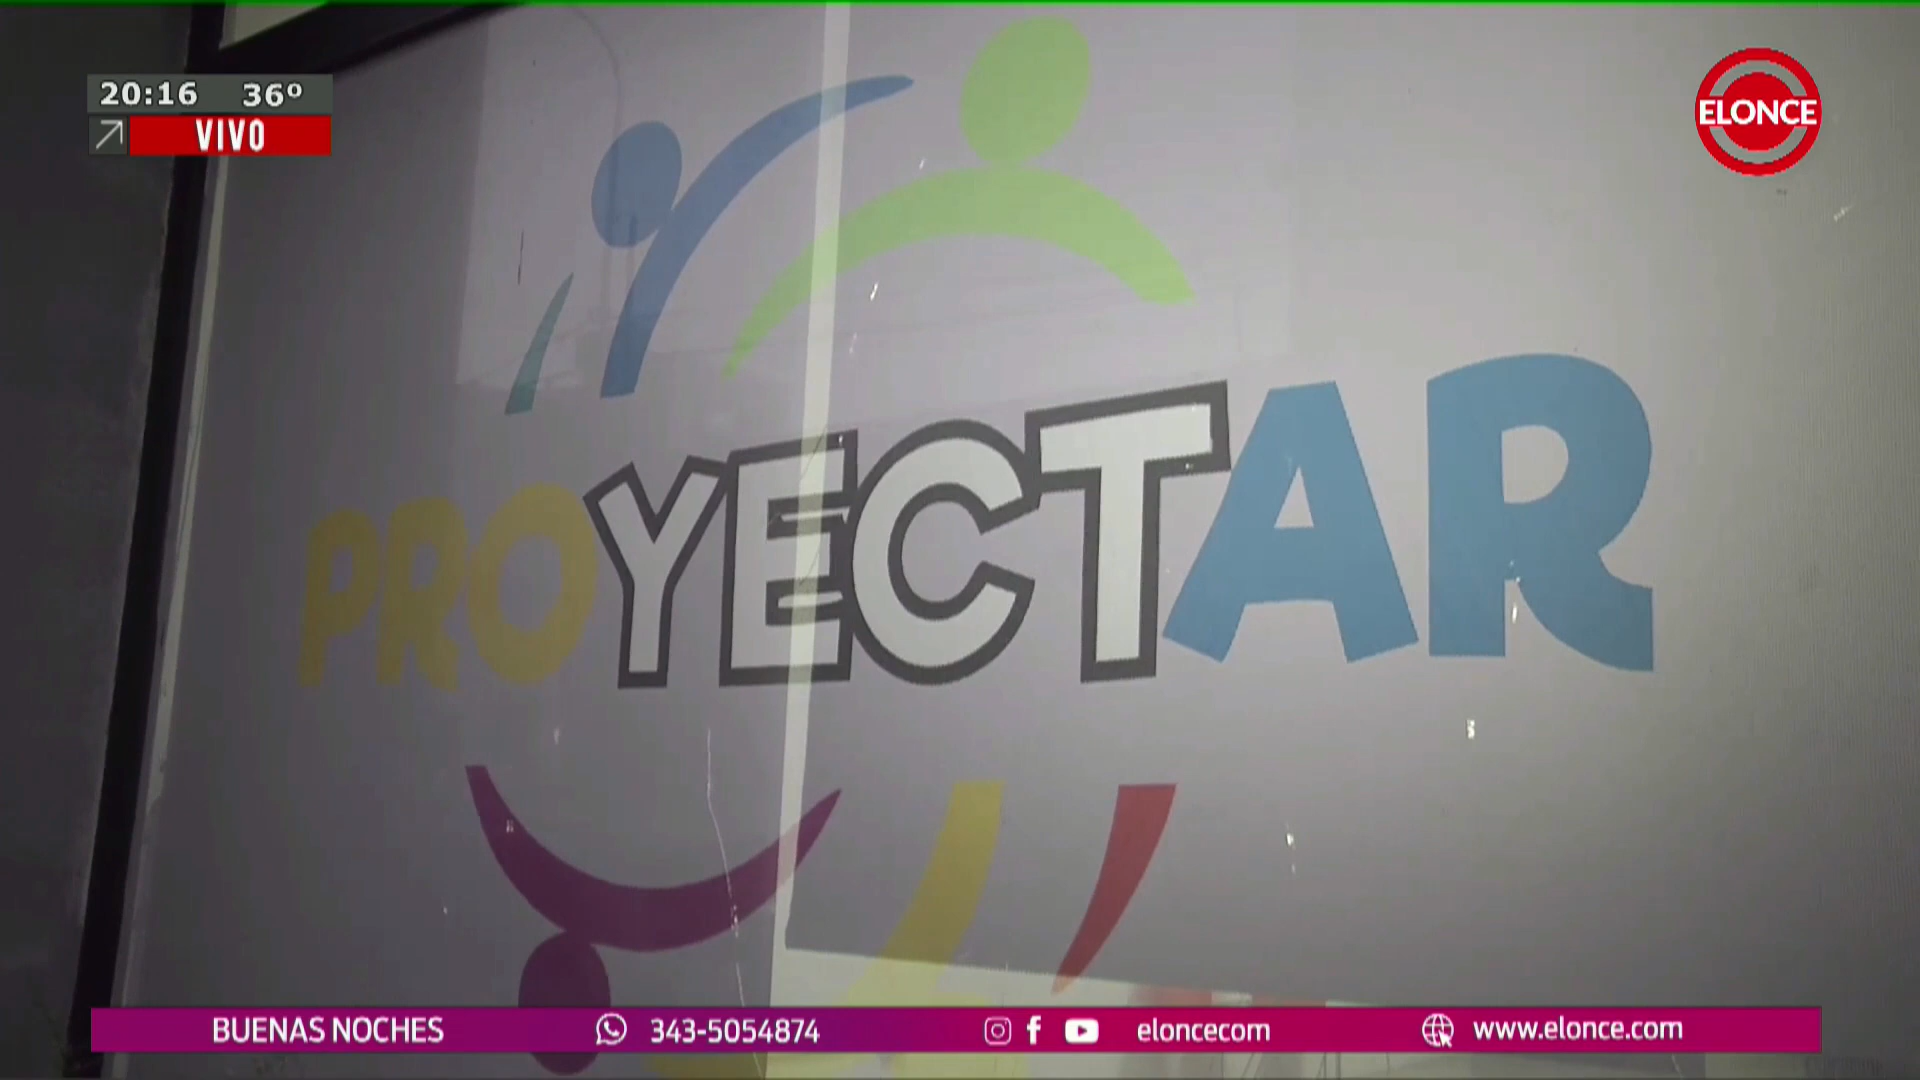 20:16 36º
VIVO
ELONCE
PROYECTAR
BUENAS NOCHES 343-5054874 eloncecom www.elonce.com